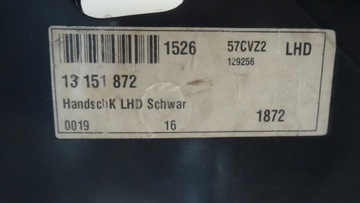 1526 57CVZ2 LHD
129256
13 151 872
HandschK LHD Schwar
0019 16 1872